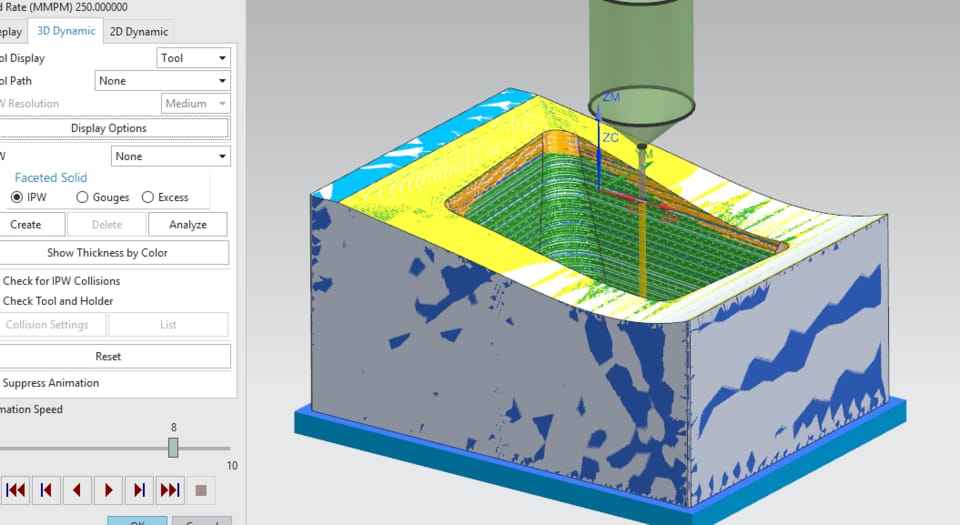 d Rate (MMPM) 250.000000
eplay 3D Dynamic 2D Dynamic
ol Display Tool
ol Path None
W Resolution Medium
Display Options
W None
Faceted Solid
IPW Gouges Excess
Create Delete Analyze
Show Thickness by Color
Check for IPW Collisions
Check Tool and Holder
Collision Settings List
Reset
Suppress Animation
mation Speed
8
10
ZM
ZC